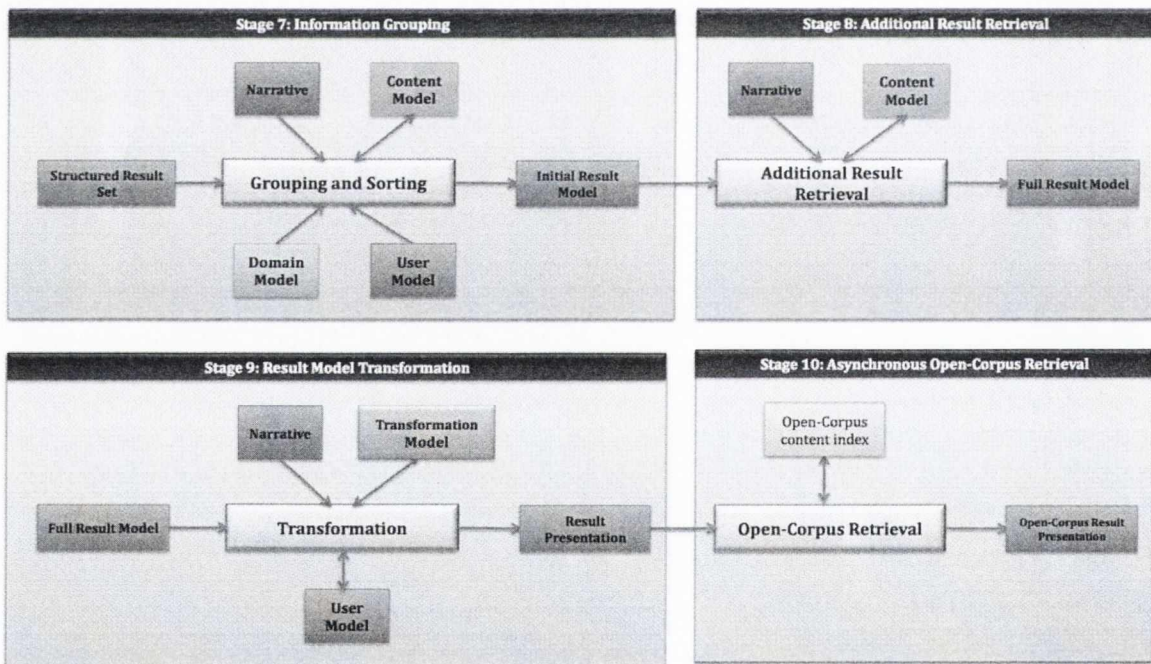 Stage 7: Information Grouping
Narrative
Content
Model
Structured Result
Set
Grouping and Sorting
Initial Result
Model
Domain
Model
User
Model
Stage 8: Additional Result Retrieval
Narrative
Content
Model
Additional Result
Retrieval
Full Result Model
Stage 9: Result Model Transformation
Narrative
Transformation
Model
Full Result Model
Transformation
Result
Presentation
User
Model
Stage 10: Asynchronous Open-Corpus Retrieval
Open-Corpus
content index
Open-Corpus Retrieval
Open-Corpus Result
Presentation